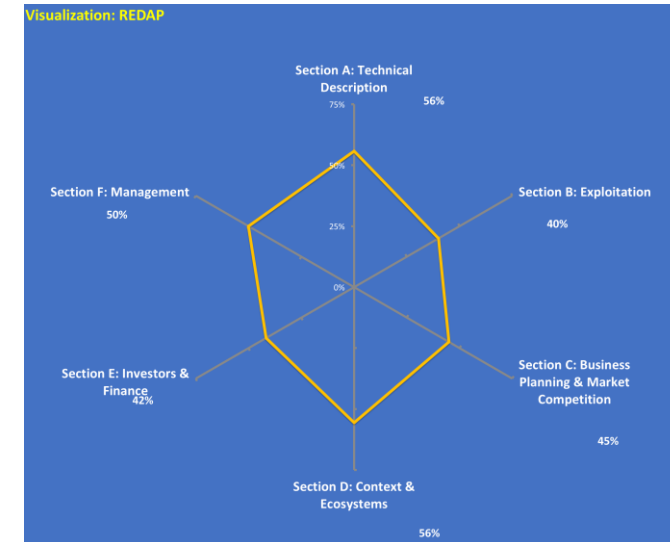 Visualization: REDAP
Section A: Technical
Description
56%
75%
50%
25%
0%
Section F: Management
50%
Section B: Exploitation
40%
Section E: Investors &
Finance
42%
Section C: Business
Planning & Market
Competition
45%
Section D: Context &
Ecosystems
56%